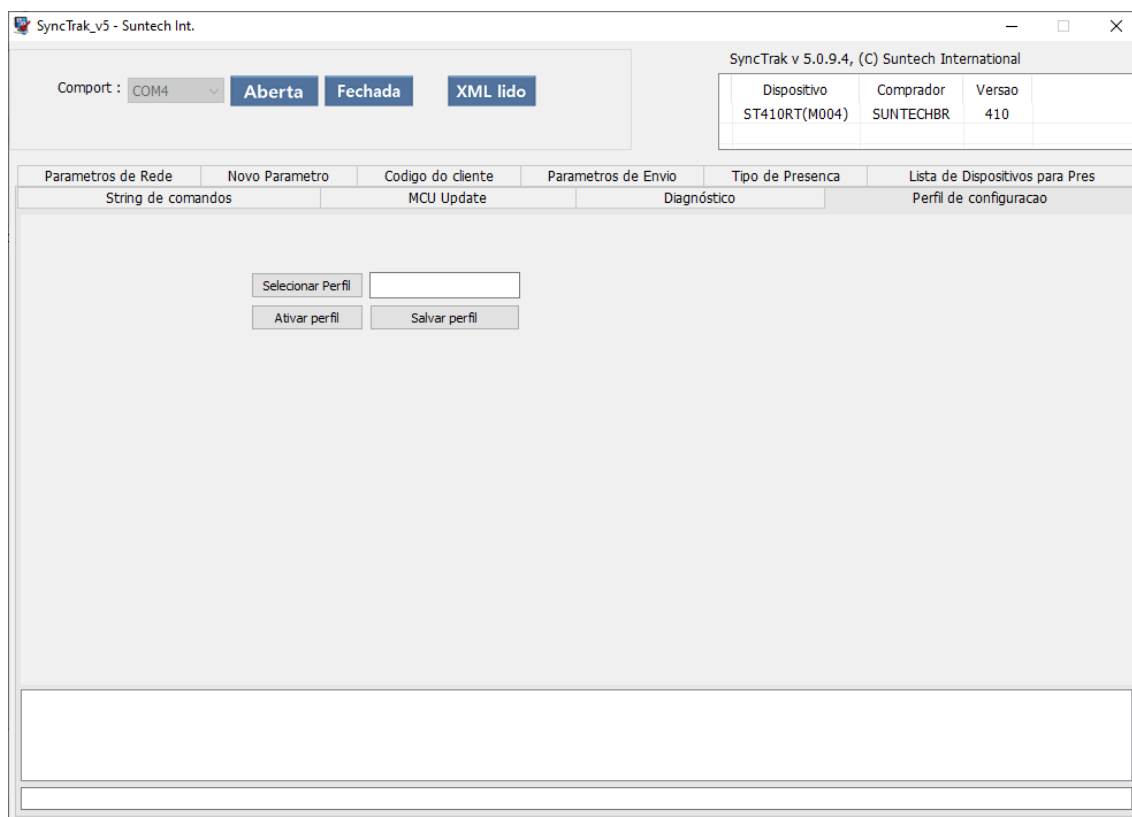 SyncTrak_v5 - Suntech Int.
SyncTrak v 5.0.9.4, (C) Suntech International
Comport : COM4 Aberta Fechada XML lido
Dispositivo Comprador Versao
ST410RT(M004) SUNTECHBR 410
Parametros de Rede Novo Parametro Codigo do cliente Parametros de Envio Tipo de Presenca Lista de Dispositivos para Pres
String de comandos MCU Update Diagnóstico Perfil de configuracao
Selecionar Perfil
Ativar perfil Salvar perfil